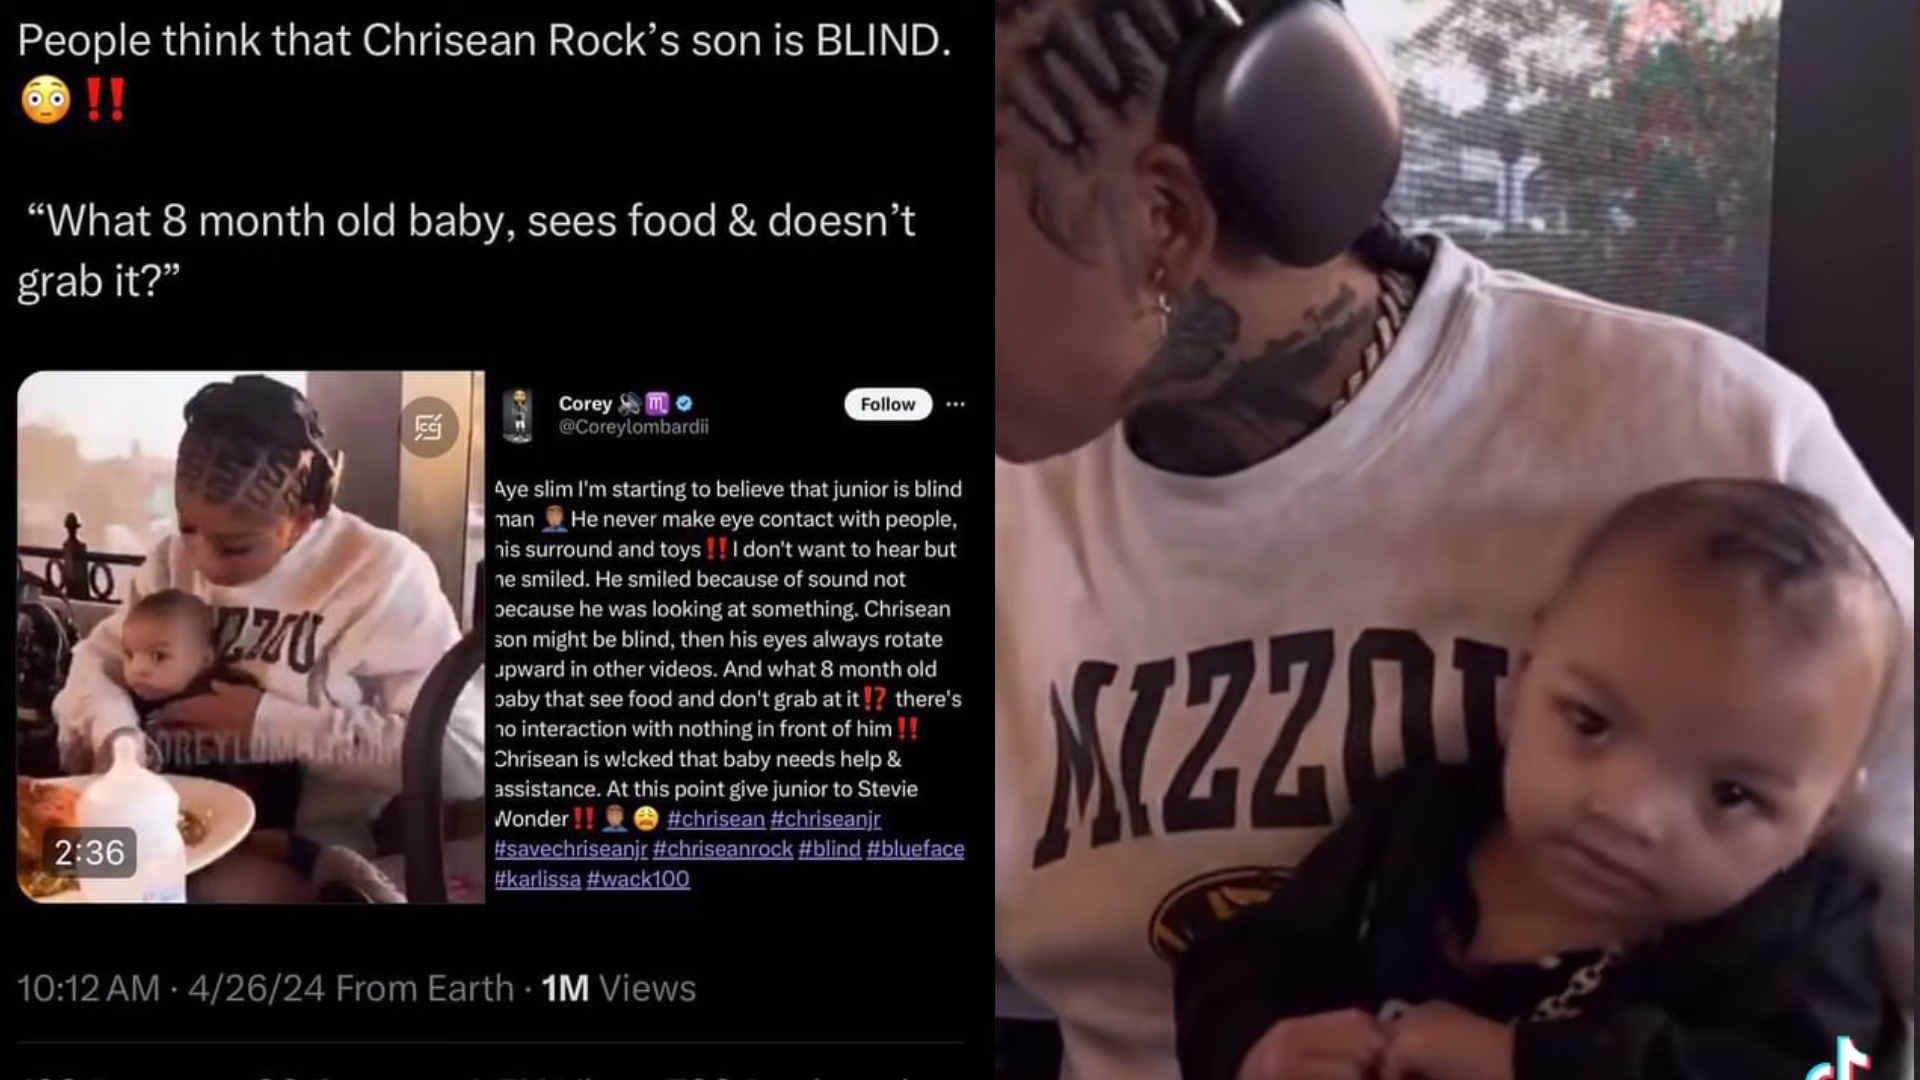 People think that Chrisean Rock’s son is BLIND.
😳‼️
“What 8 month old baby, sees food & doesn’t
grab it?”
Corey 🔊♏
@Coreylombardii
Follow
Aye slim I'm starting to believe that junior is blind
man 🤦🏽‍♂️ He never make eye contact with people,
his surround and toys‼️I don't want to hear but
he smiled. He smiled because of sound not
because he was looking at something. Chrisean
son might be blind, then his eyes always rotate
upward in other videos. And what 8 month old
baby that see food and don't grab at it⁉️ there's
no interaction with nothing in front of him‼️
Chrisean is w!cked that baby needs help &
assistance. At this point give junior to Stevie
Wonder‼️🤦🏽‍♂️😩 #chrisean #chriseanjr
#savechriseanjr #chriseanrock #blind #blueface
#karlissa #wack100
MIZZOU
COREYLOMBARDII
2:36
10:12 AM · 4/26/24 From Earth · 1M Views
MIZZOU